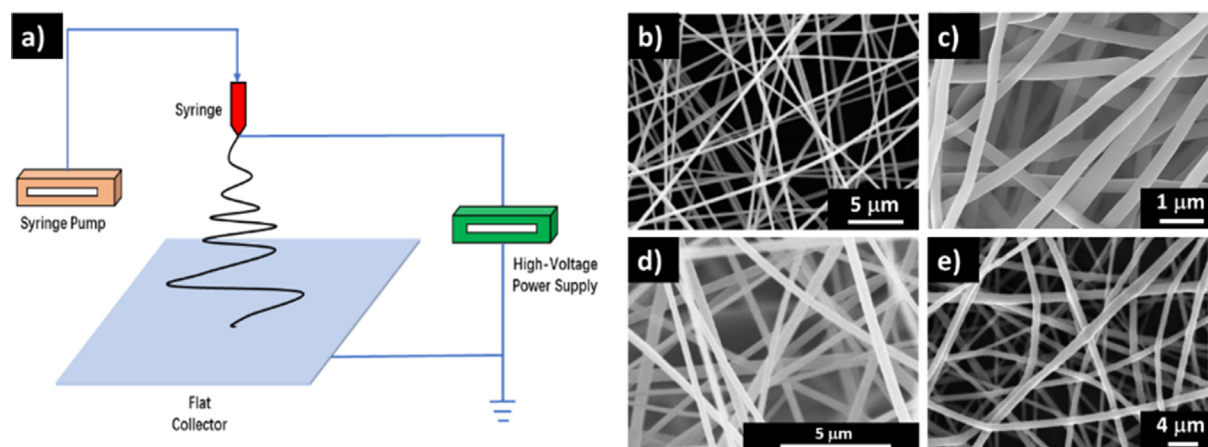 a)
Syringe
Syringe Pump
High-Voltage
Power Supply
Flat
Collector
b)
5 μm
c)
1 μm
d)
5 μm
e)
4 μm